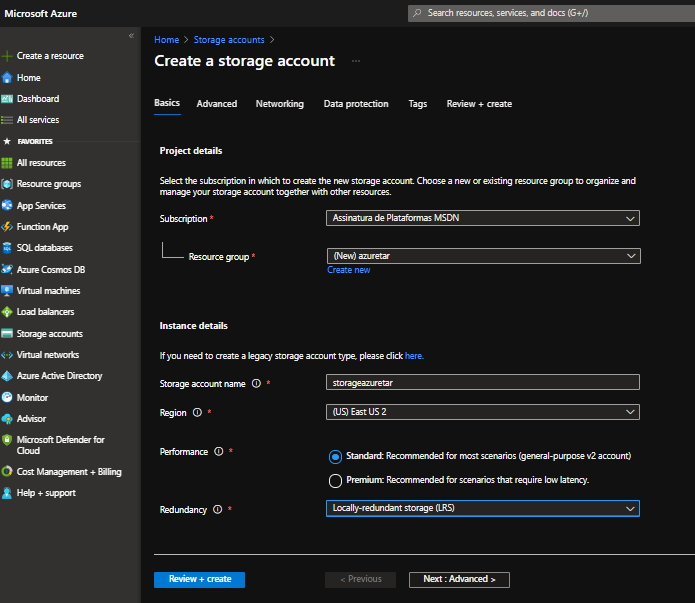 Microsoft Azure
Search resources, services, and docs (G+/)
«
Create a resource
Home
Dashboard
All services
FAVORITES
All resources
Resource groups
App Services
Function App
SQL databases
Azure Cosmos DB
Virtual machines
Load balancers
Storage accounts
Virtual networks
Azure Active Directory
Monitor
Advisor
Microsoft Defender for
Cloud
Cost Management + Billing
Help + support
Home > Storage accounts >
Create a storage account ...
Basics Advanced Networking Data protection Tags Review + create
Project details
Select the subscription in which to create the new storage account. Choose a new or existing resource group to organize and
manage your storage account together with other resources.
Subscription * Assinatura de Plataformas MSDN
Resource group * (New) azuretar
Create new
Instance details
If you need to create a legacy storage account type, please click here.
Storage account name * storageazuretar
Region * (US) East US 2
Performance * Standard: Recommended for most scenarios (general-purpose v2 account)
Premium: Recommended for scenarios that require low latency.
Redundancy * Locally-redundant storage (LRS)
Review + create < Previous Next : Advanced >